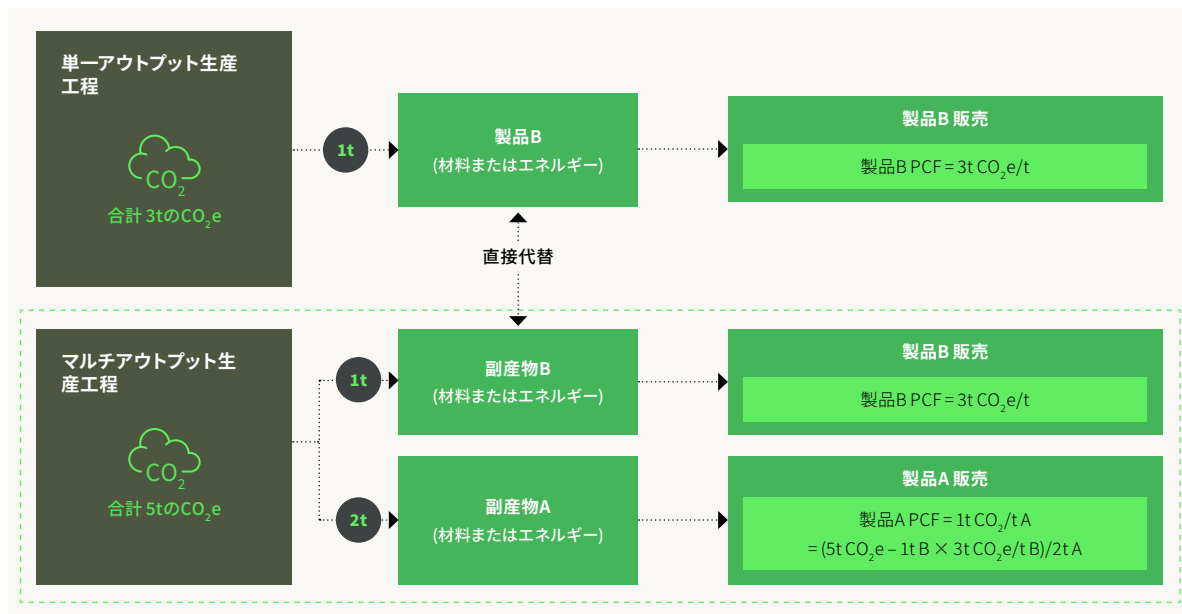 単一アウトプット生産
工程
CO2
合計 3tのCO2e
1t
製品B
(材料またはエネルギー)
製品B 販売
製品B PCF = 3t CO2e/t
直接代替
マルチアウトプット生
産工程
CO2
合計 5tのCO2e
1t
副産物B
(材料またはエネルギー)
製品B 販売
製品B PCF = 3t CO2e/t
2t
副産物A
(材料またはエネルギー)
製品A 販売
製品A PCF = 1t CO2/t A
= (5t CO2e – 1t B × 3t CO2e/t B)/2t A